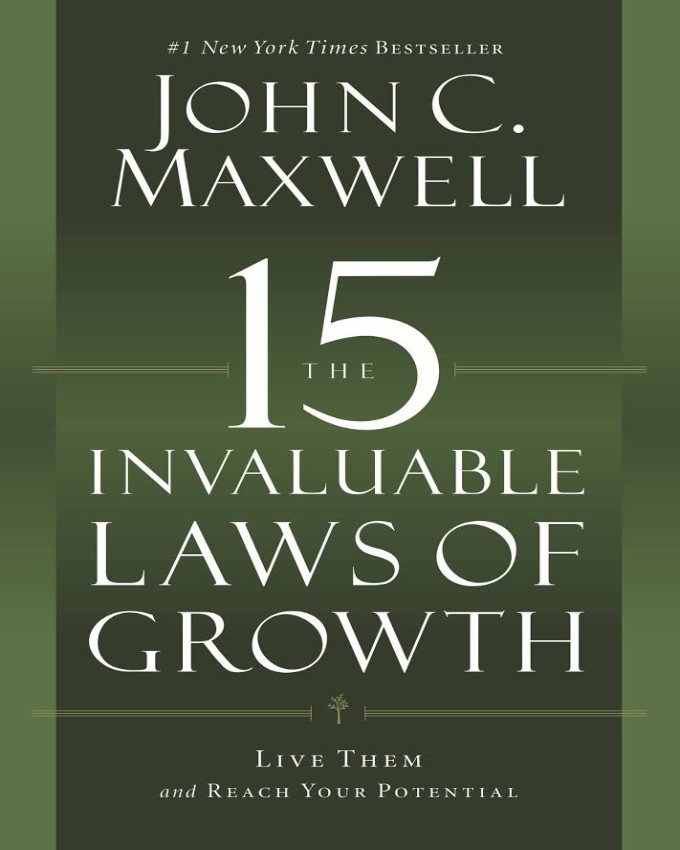 #1 New York Times BESTSELLER
JOHN C.
MAXWELL
THE
15
INVALUABLE
LAWS OF
GROWTH
LIVE THEM
and REACH YOUR POTENTIAL